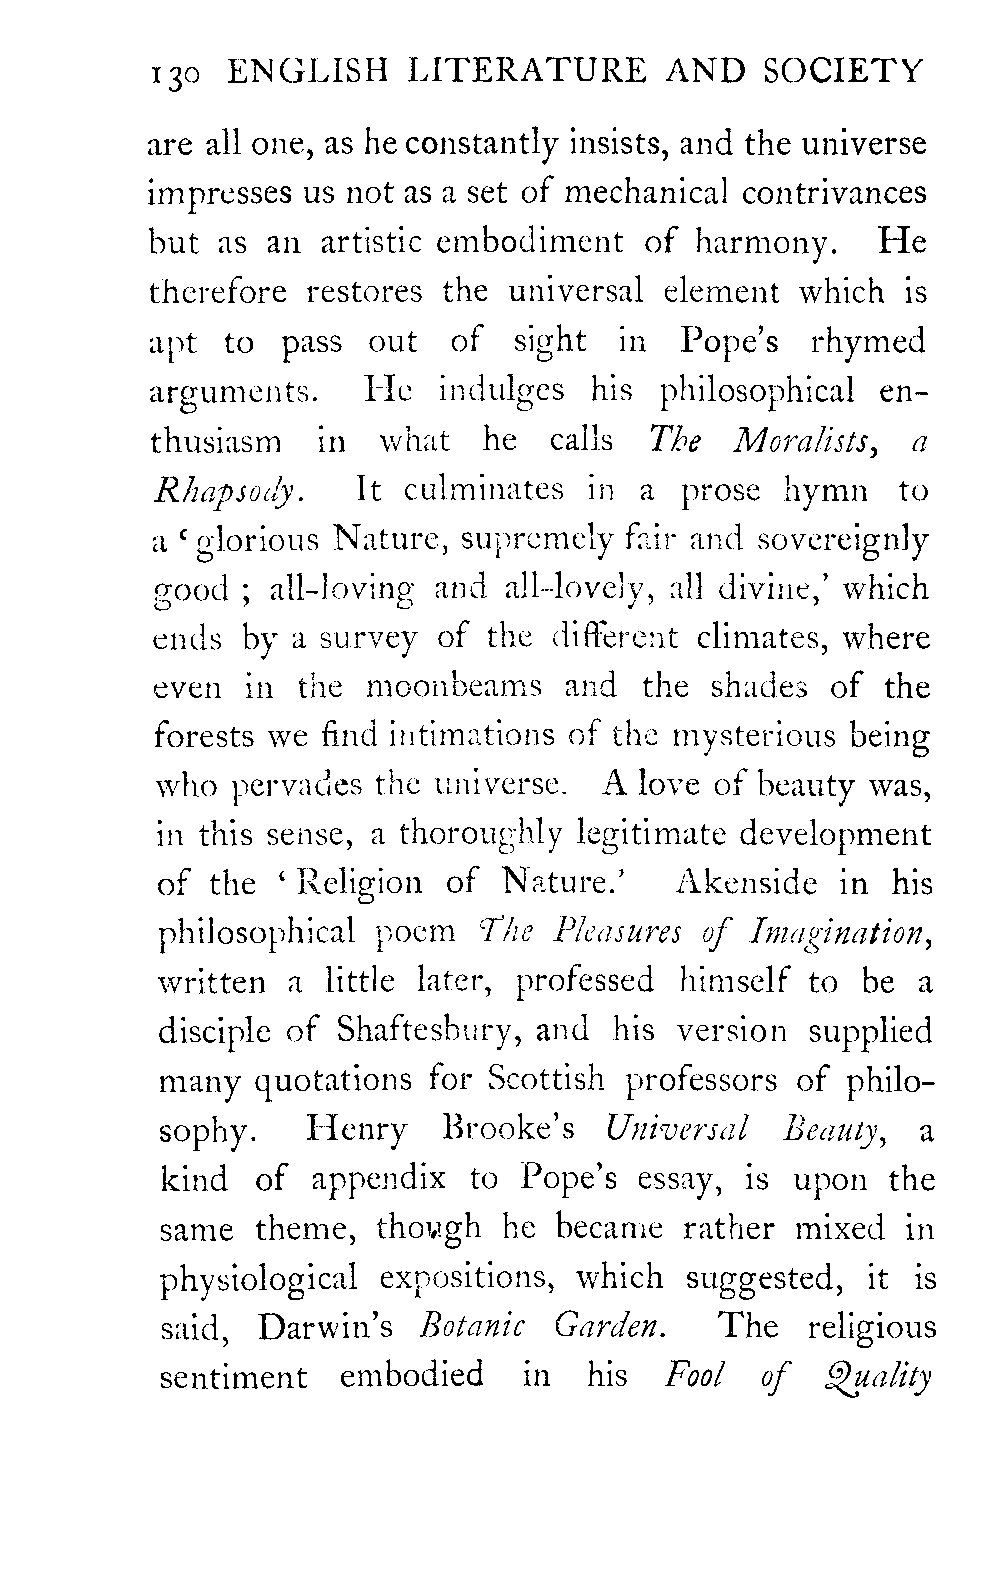 130 ENGLISH LITERATURE AND SOCIETY
are all one, as he constantly insists, and the universe
impresses us not as a set of mechanical contrivances
but as an artistic embodiment of harmony. He
therefore restores the universal element which is
apt to pass out of sight in Pope's rhymed
arguments. He indulges his philosophical en-
thusiasm in what he calls The Moralists, a
Rhapsody. It culminates in a prose hymn to
a ‘ glorious Nature, supremely fair and sovereignly
good ; all-loving and all-lovely, all divine,’ which
ends by a survey of the different climates, where
even in the moonbeams and the shades of the
forests we find intimations of the mysterious being
who pervades the universe. A love of beauty was,
in this sense, a thoroughly legitimate development
of the ‘ Religion of Nature.’ Akenside in his
philosophical poem The Pleasures of Imagination,
written a little later, professed himself to be a
disciple of Shaftesbury, and his version supplied
many quotations for Scottish professors of philo-
sophy. Henry Brooke's Universal Beauty, a
kind of appendix to Pope's essay, is upon the
same theme, though he became rather mixed in
physiological expositions, which suggested, it is
said, Darwin's Botanic Garden. The religious
sentiment embodied in his Fool of Quality